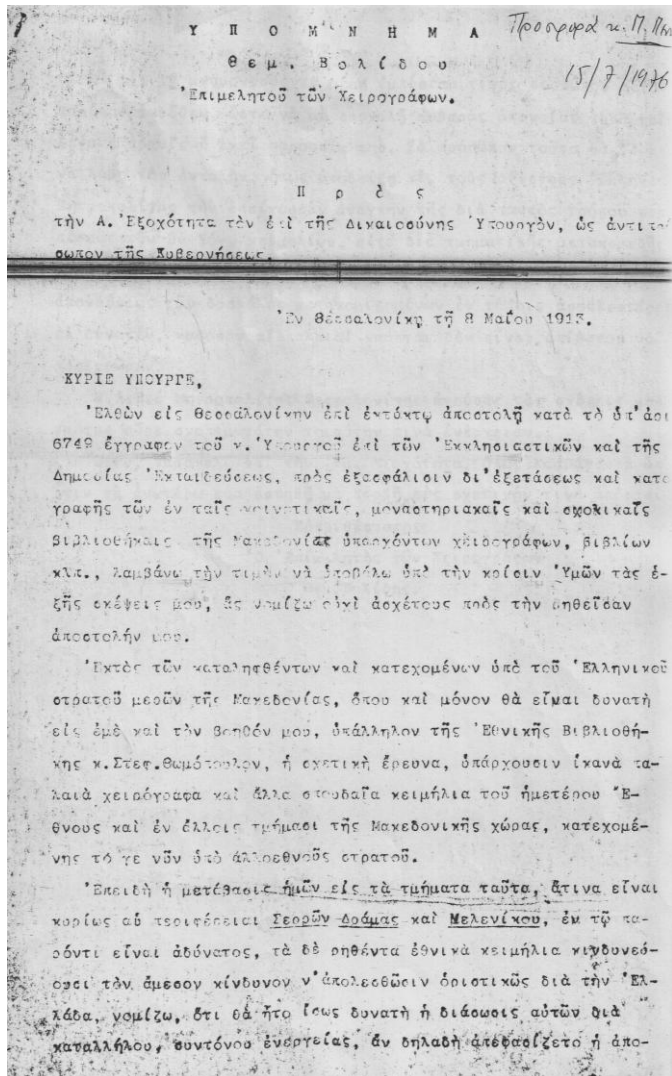 Υ Π Ο Μ Ν Η Μ Α Προσφορά κ. Π.
Θεμ. Βολίδου 15/7/1976
Ἐπιμελητοῦ τῶν Χειρογράφων.
Π ρ ὸ ς
τὴν Α. Ἐξοχότητα τὸν ἐπὶ τῆς Δικαιοσύνης Ὑπουργὸν, ὡς ἀντιπρό
σωπον τῆς Κυβερνήσεως.
Ἐν Θεσσαλονίκῃ τῇ 8 Μαΐου 1913.
ΚΥΡΙΕ ΥΠΟΥΡΓΕ,
Ἐλθὼν εἰς Θεσσαλονίκην ἐπὶ ἐκτάκτῳ ἀποστολῇ κατὰ τὸ ὑπ' ἀρι
6749 ἔγγραφον τοῦ κ. Ὑπουργοῦ ἐπὶ τῶν Ἐκκλησιαστικῶν καὶ τῆς
Δημοσίας Ἐκπαιδεύσεως, πρὸς ἐξασφάλισιν δι' ἐξετάσεως καὶ κατα
γραφῆς τῶν ἐν ταῖς κοινοτικαῖς, μοναστηριακαῖς καὶ σχολικαῖς
βιβλιοθήκαις τῆς Μακεδονίας ὑπαρχόντων χειρογράφων, βιβλίων
κλπ., λαμβάνω τὴν τιμὴν νὰ ὑποβάλω ὑπὸ τὴν κρίσιν Ὑμῶν τὰς ἑ-
ξῆς σκέψεις μου, ἃς νομίζω οὐχὶ ἀσχέτους πρὸς τὴν ρηθεῖσαν
ἀποστολήν μου.
Ἐκτὸς τῶν καταληφθέντων καὶ κατεχομένων ὑπὸ τοῦ Ἑλληνικοῦ
στρατοῦ μερῶν τῆς Μακεδονίας, ὅπου καὶ μόνον θὰ εἶναι δυνατὴ
εἰς ἐμὲ καὶ τὸν βοηθόν μου, ὑπάλληλον τῆς Ἐθνικῆς Βιβλιοθή-
κης κ. Στεφ. Θωμόπουλον, ἡ σχετικὴ ἔρευνα, ὑπάρχουσιν ἱκανὰ πα-
λαιὰ χειρόγραφα καὶ ἄλλα σπουδαῖα κειμήλια τοῦ ἡμετέρου Ἔ-
θνους καὶ ἐν ἄλλοις τμήμασι τῆς Μακεδονικῆς χώρας, κατεχομέ-
νης τό γε νῦν ὑπὸ ἀλλοεθνοῦς στρατοῦ.
Ἐπειδὴ ἡ μετάβασις ἡμῶν εἰς τὰ τμήματα ταῦτα, ἅτινα εἶναι
κυρίως αἱ περιφέρειαι Σερρῶν Δράμας καὶ Μελενίκου, ἐν τῷ πα-
ρόντι εἶναι ἀδύνατος, τὰ δὲ ρηθέντα ἐθνικὰ κειμήλια κινδυνεύ-
ουσι τὸν ἄμεσον κίνδυνον ν' ἀπολεσθῶσιν ὁριστικῶς διὰ τὴν Ἑλ-
λάδα, νομίζω, ὅτι θὰ ἦτο ἴσως δυνατὴ ἡ διάσωσις αὐτῶν διὰ
καταλλήλου, συντόνου ἐνεργείας, ἂν δηλαδὴ ἀπεφασίζετο ἡ ἀπο-